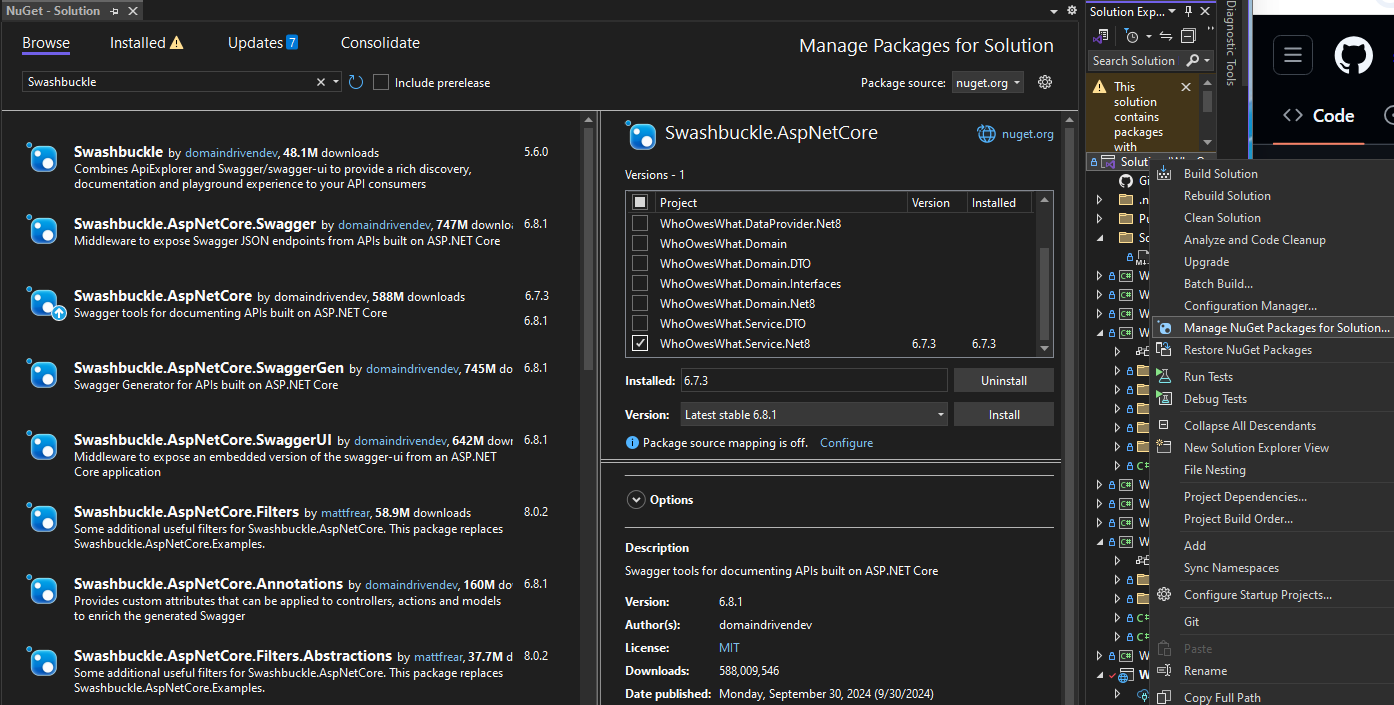 NuGet - Solution
Browse
Installed
Updates 7
Consolidate
Manage Packages for Solution
Swashbuckle
Include prerelease
Package source: nuget.org
Swashbuckle by domaindrivendev, 48.1M downloads 5.6.0
Combines ApiExplorer and Swagger/swagger-ui to provide a rich discovery,
documentation and playground experience to your API consumers
Swashbuckle.AspNetCore.Swagger by domaindrivendev, 747M downlo 6.8.1
Middleware to expose Swagger JSON endpoints from APIs built on ASP.NET Core
Swashbuckle.AspNetCore by domaindrivendev, 588M downloads 6.7.3
Swagger tools for documenting APIs built on ASP.NET Core
6.8.1
Swashbuckle.AspNetCore.SwaggerGen by domaindrivendev, 745M do 6.8.1
Swagger Generator for APIs built on ASP.NET Core
Swashbuckle.AspNetCore.SwaggerUI by domaindrivendev, 642M dow 6.8.1
Middleware to expose an embedded version of the swagger-ui from an ASP.NET
Core application
Swashbuckle.AspNetCore.Filters by mattfrear, 58.9M downloads 8.0.2
Some additional useful filters for Swashbuckle.AspNetCore. This package replaces
Swashbuckle.AspNetCore.Examples.
Swashbuckle.AspNetCore.Annotations by domaindrivendev, 160M do 6.8.1
Provides custom attributes that can be applied to controllers, actions and models
to enrich the generated Swagger
Swashbuckle.AspNetCore.Filters.Abstractions by mattfrear, 37.7M d 8.0.2
Some additional useful filters for Swashbuckle.AspNetCore. This package replaces
Swashbuckle.AspNetCore.Examples.
Swashbuckle.AspNetCore
nuget.org
Versions - 1
Project Version Installed
WhoOwesWhat.DataProvider.Net8
WhoOwesWhat.Domain
WhoOwesWhat.Domain.DTO
WhoOwesWhat.Domain.Interfaces
WhoOwesWhat.Domain.Net8
WhoOwesWhat.Service.DTO
WhoOwesWhat.Service.Net8 6.7.3 6.7.3
Installed: 6.7.3 Uninstall
Version: Latest stable 6.8.1 Install
Package source mapping is off. Configure
Options
Description
Swagger tools for documenting APIs built on ASP.NET Core
Version: 6.8.1
Author(s): domaindrivendev
License: MIT
Downloads: 588,009,546
Date published: Monday, September 30, 2024 (9/30/2024)
Solution Exp...
Search Solution
This
solution
contains
packages
with
Diagnostic Tools
Code
Build Solution
Rebuild Solution
Clean Solution
Analyze and Code Cleanup
Upgrade
Batch Build...
Configuration Manager...
Manage NuGet Packages for Solution...
Restore NuGet Packages
Run Tests
Debug Tests
Collapse All Descendants
New Solution Explorer View
File Nesting
Project Dependencies...
Project Build Order...
Add
Sync Namespaces
Configure Startup Projects...
Git
Paste
Rename
Copy Full Path